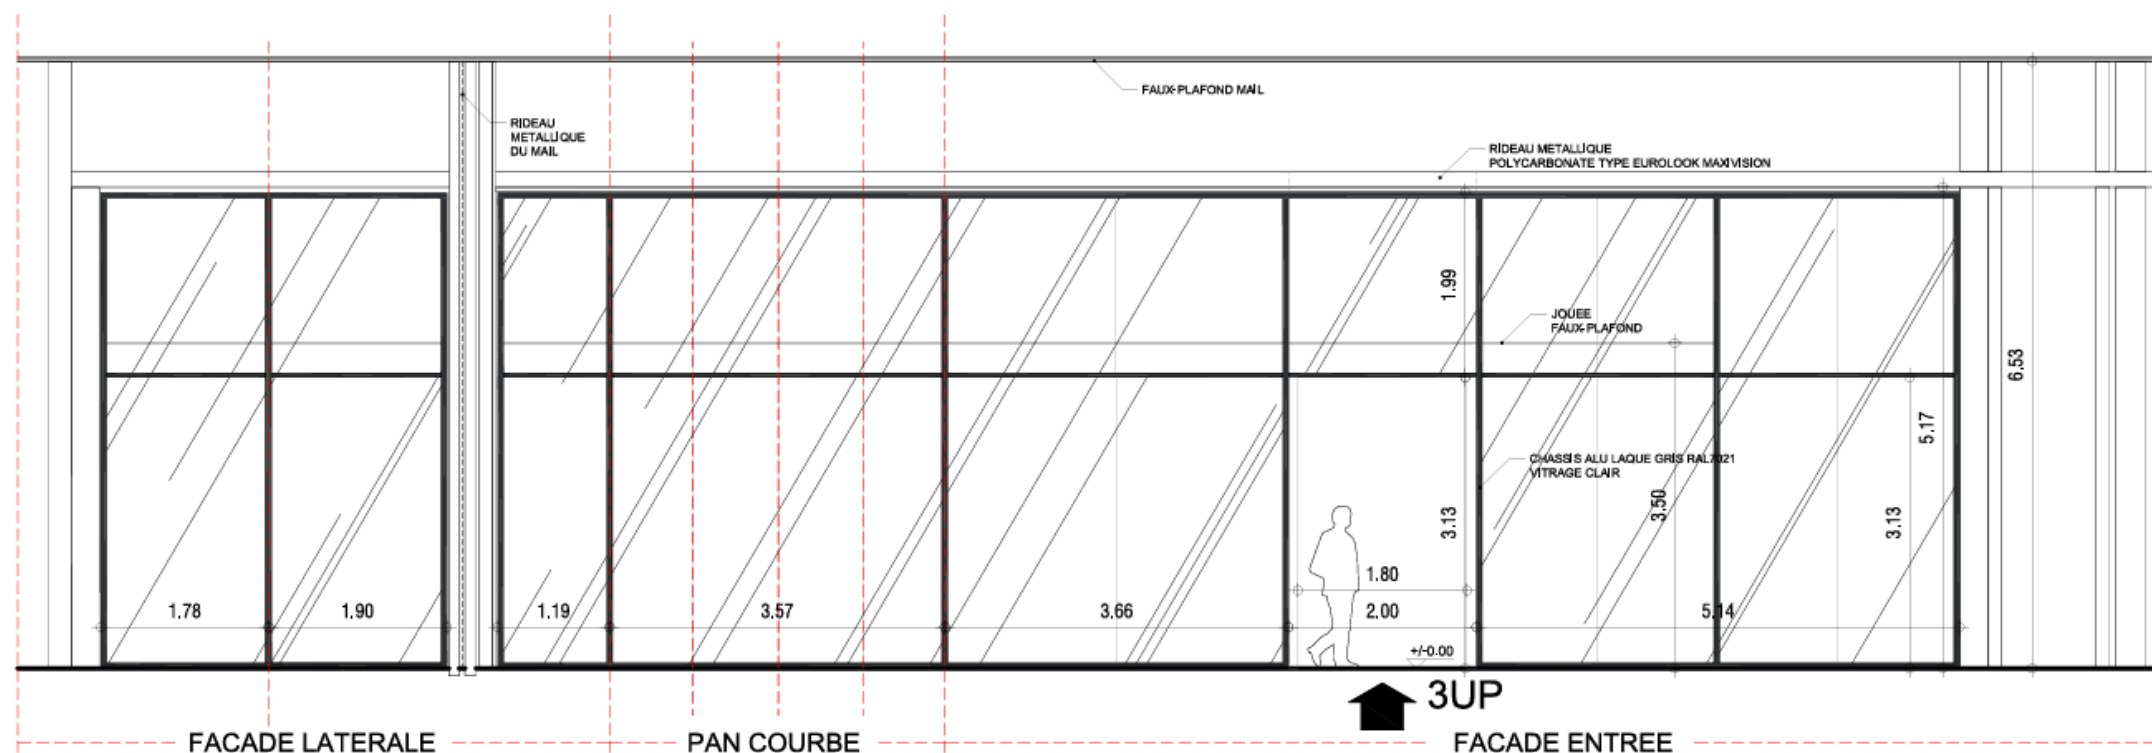 FAUX-PLAFOND MAIL
RIDEAU
METALLIQUE
DU MAIL
RIDEAU METALLIQUE
POLYCARBONATE TYPE EUROLOOK MAXIVISION
1.99
JOUEE
FAUX-PLAFOND
6.53
5.17
CHASSIS ALU LAQUE GRIS RAL7021
VITRAGE CLAIR
3.50
3.13
3.13
1.80
1.78
1.90
1.19
3.57
3.66
2.00
5.14
+/-0.00
3UP
FACADE LATERALE
PAN COURBE
FACADE ENTREE